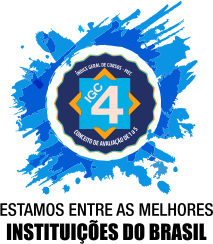 ÍNDICE GERAL DE CURSOS - MEC
IGC
4
CONCEITO DE AVALIAÇÃO DE 1 a 5
ESTAMOS ENTRE AS MELHORES
INSTITUIÇÕES DO BRASIL